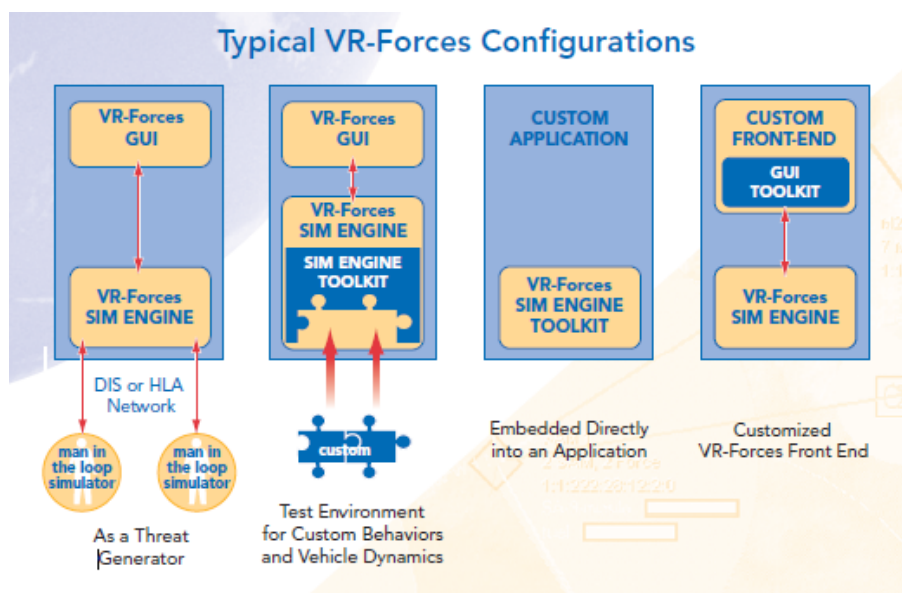 Typical VR-Forces Configurations
VR-Forces
GUI
VR-Forces
SIM ENGINE
DIS or HLA
Network
man in
the loop
simulator
man in
the loop
simulator
As a Threat
Generator
VR-Forces
GUI
VR-Forces
SIM ENGINE
SIM ENGINE
TOOLKIT
custom
Test Environment
for Custom Behaviors
and Vehicle Dynamics
CUSTOM
APPLICATION
VR-Forces
SIM ENGINE
TOOLKIT
Embedded Directly
into an Application
CUSTOM
FRONT-END
GUI
TOOLKIT
VR-Forces
SIM ENGINE
Customized
VR-Forces Front End